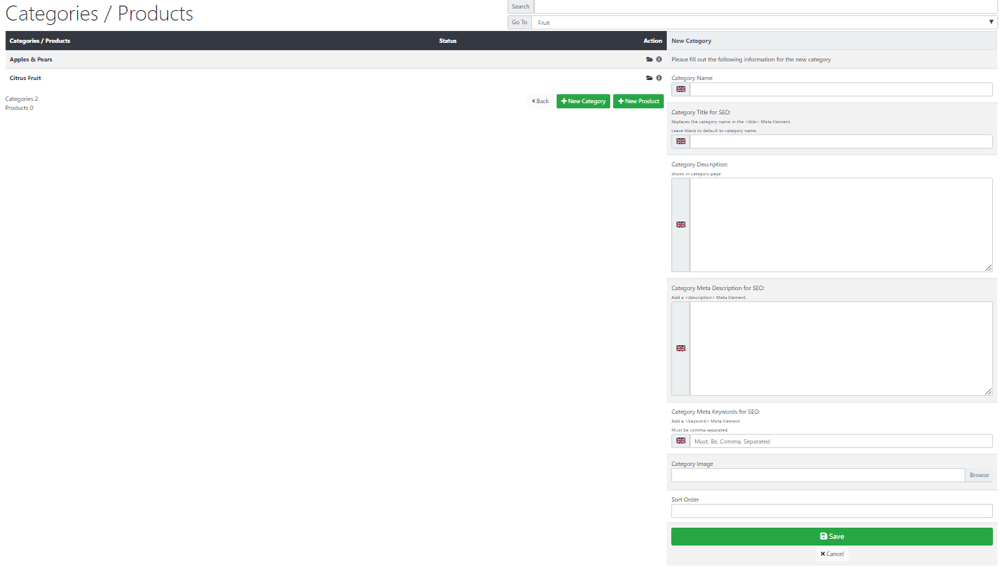 Categories / Products
Search
Go To Fruit
Categories / Products Status Action
Apples & Pears
Citrus Fruit
Categories 2
Products 0
Back New Category New Product
New Category
Please fill out the following information for the new category
Category Name
Category Title for SEO:
Replaces the category name in the <title> Meta Element.
Leave blank to default to category name.
Category Description:
shows in category page
Category Meta Description for SEO:
Add a <description> Meta Element.
Category Meta Keywords for SEO:
Add a <keyword> Meta Element.
Must be comma separated.
Must, Be, Comma, Separated
Category Image
Browse
Sort Order
Save
Cancel